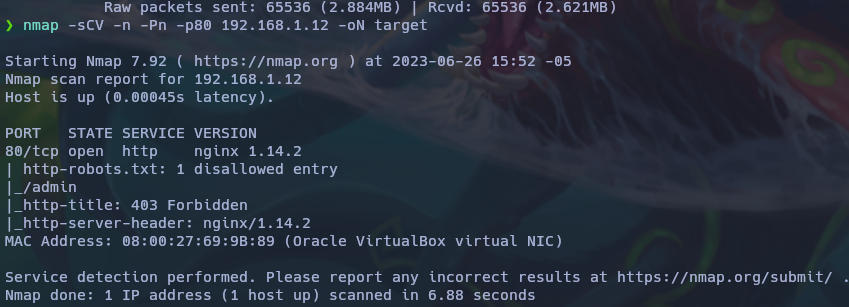 Raw packets sent: 65536 (2.884MB) | Rcvd: 65536 (2.621MB)
❯ nmap -sCV -n -Pn -p80 192.168.1.12 -oN target
Starting Nmap 7.92 ( https://nmap.org ) at 2023-06-26 15:52 -05
Nmap scan report for 192.168.1.12
Host is up (0.00045s latency).
PORT   STATE SERVICE VERSION
80/tcp open  http    nginx 1.14.2
| http-robots.txt: 1 disallowed entry
|_/admin
|_http-title: 403 Forbidden
|_http-server-header: nginx/1.14.2
MAC Address: 08:00:27:69:9B:89 (Oracle VirtualBox virtual NIC)
Service detection performed. Please report any incorrect results at https://nmap.org/submit/ .
Nmap done: 1 IP address (1 host up) scanned in 6.88 seconds